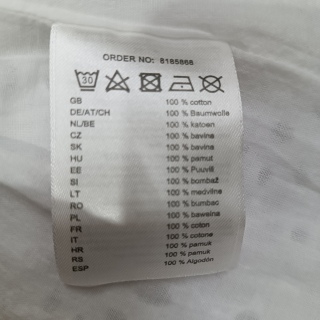 ORDER NO: 8185868
30
GB 100 % cotton
DE/AT/CH 100 % Baumwolle
NL/BE 100 % katoen
CZ 100 % bavlna
SK 100 % bavlna
HU 100 % pamut
EE 100 % Puuvill
SI 100 % bombaž
LT 100 % medvilnė
RO 100 % bumbac
PL 100 % bawełna
FR 100 % coton
IT 100 % cotone
HR 100 % pamuk
RS 100 % pamuk
ESP 100 % Algodón